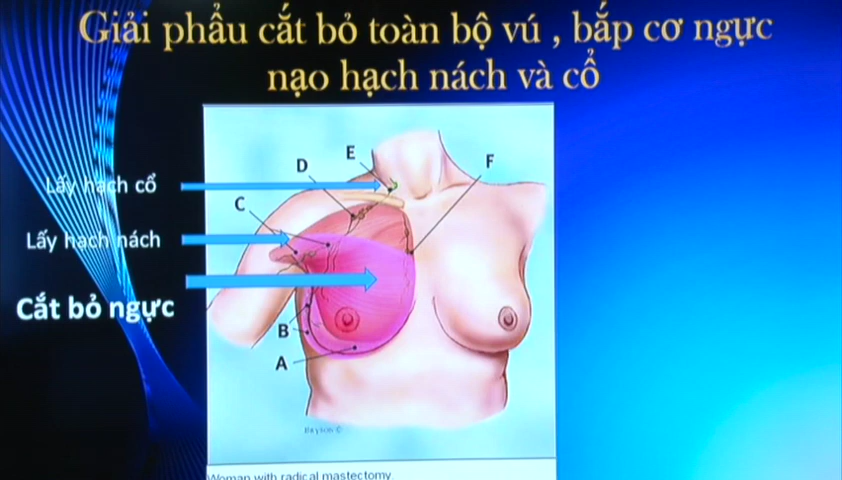 Giải phẩu cắt bỏ toàn bộ vú , bắp cơ ngực
nạo hạch nách và cổ
E
D
F
C
Lấy hạch cổ
Lấy hạch nách
Cắt bỏ ngực
B
A
Woman with radical mastectomy.